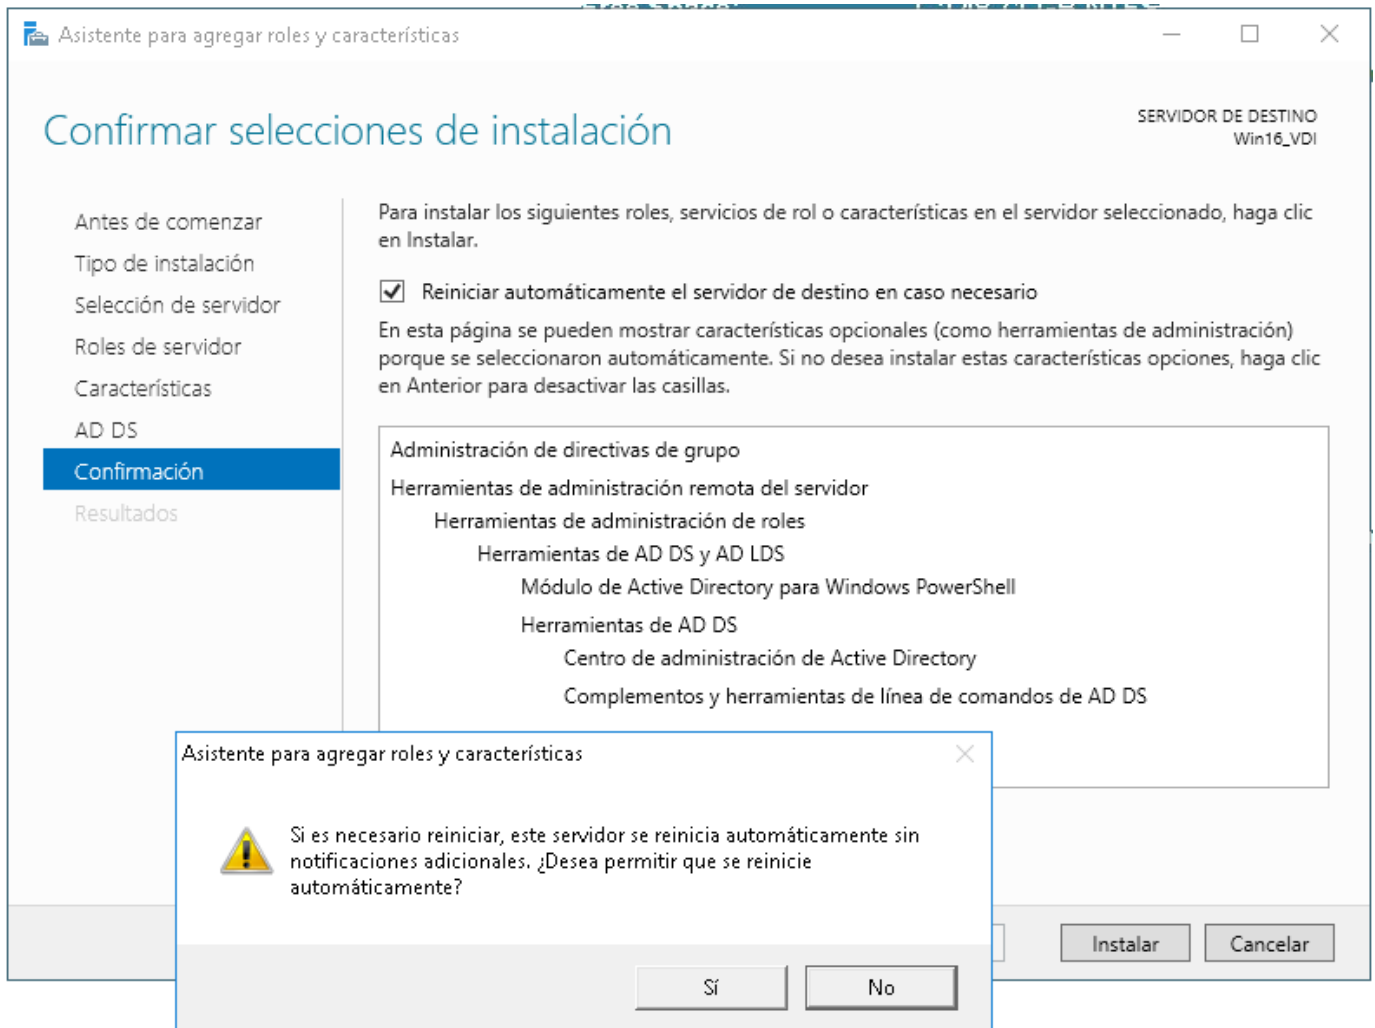 Asistente para agregar roles y características
Confirmar selecciones de instalación
SERVIDOR DE DESTINO
Win16_VDI
Antes de comenzar
Tipo de instalación
Selección de servidor
Roles de servidor
Características
AD DS
Confirmación
Resultados
Para instalar los siguientes roles, servicios de rol o características en el servidor seleccionado, haga clic
en Instalar.
Reiniciar automáticamente el servidor de destino en caso necesario
En esta página se pueden mostrar características opcionales (como herramientas de administración)
porque se seleccionaron automáticamente. Si no desea instalar estas características opciones, haga clic
en Anterior para desactivar las casillas.
Administración de directivas de grupo
Herramientas de administración remota del servidor
Herramientas de administración de roles
Herramientas de AD DS y AD LDS
Módulo de Active Directory para Windows PowerShell
Herramientas de AD DS
Centro de administración de Active Directory
Complementos y herramientas de línea de comandos de AD DS
Asistente para agregar roles y características
Si es necesario reiniciar, este servidor se reinicia automáticamente sin
notificaciones adicionales. ¿Desea permitir que se reinicie
automáticamente?
Sí
No
Instalar
Cancelar